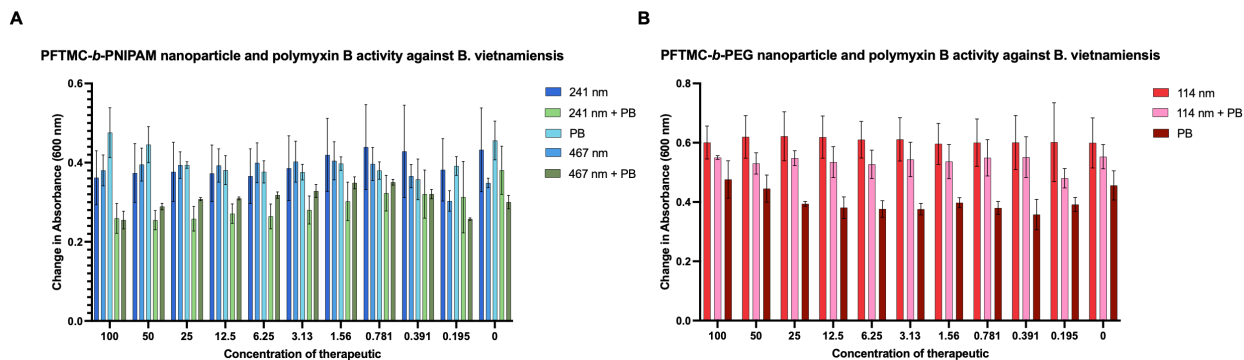 A
PFTMC-b-PNIPAM nanoparticle and polymyxin B activity against B. vietnamiensis
Change in Absorbance (600 nm)
0.6
0.4
0.2
0.0
100 50 25 12.5 6.25 3.13 1.56 0.781 0.391 0.195 0
Concentration of therapeutic
241 nm
241 nm + PB
PB
467 nm
467 nm + PB
B
PFTMC-b-PEG nanoparticle and polymyxin B activity against B. vietnamiensis
Change in Absorbance (600 nm)
0.8
0.6
0.4
0.2
0.0
100 50 25 12.5 6.25 3.13 1.56 0.781 0.391 0.195 0
Concentration of therapeutic
114 nm
114 nm + PB
PB